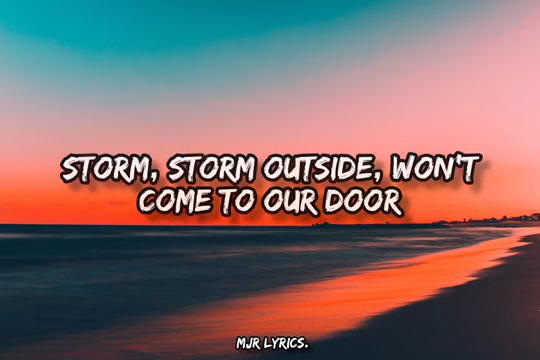 STORM, STORM OUTSIDE, WON'T
COME TO OUR DOOR
MJR LYRICS.